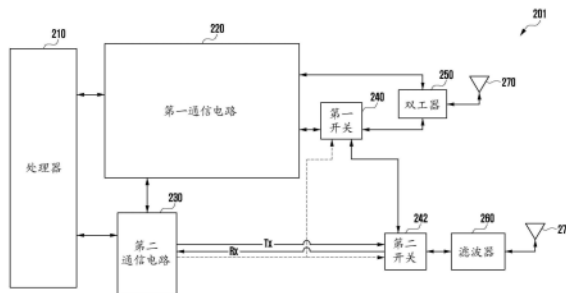 201
210
处理器
220
第一通信电路
230
第二
通信电路
240
第一
开关
250
双工器
270
Tx
Rx
242
第二
开关
260
滤波器
27